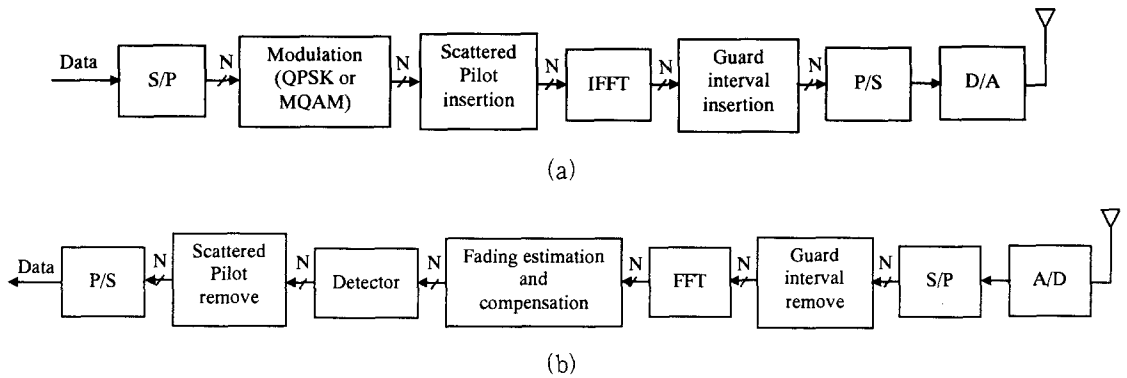 Data
S/P
N
Modulation
(QPSK or
MQAM)
N
Scattered
Pilot
insertion
N
IFFT
N
Guard
interval
insertion
N
P/S
D/A
(a)
Data
P/S
N
Scattered
Pilot
remove
N
Detector
N
Fading estimation
and
compensation
N
FFT
N
Guard
interval
remove
N
S/P
A/D
(b)